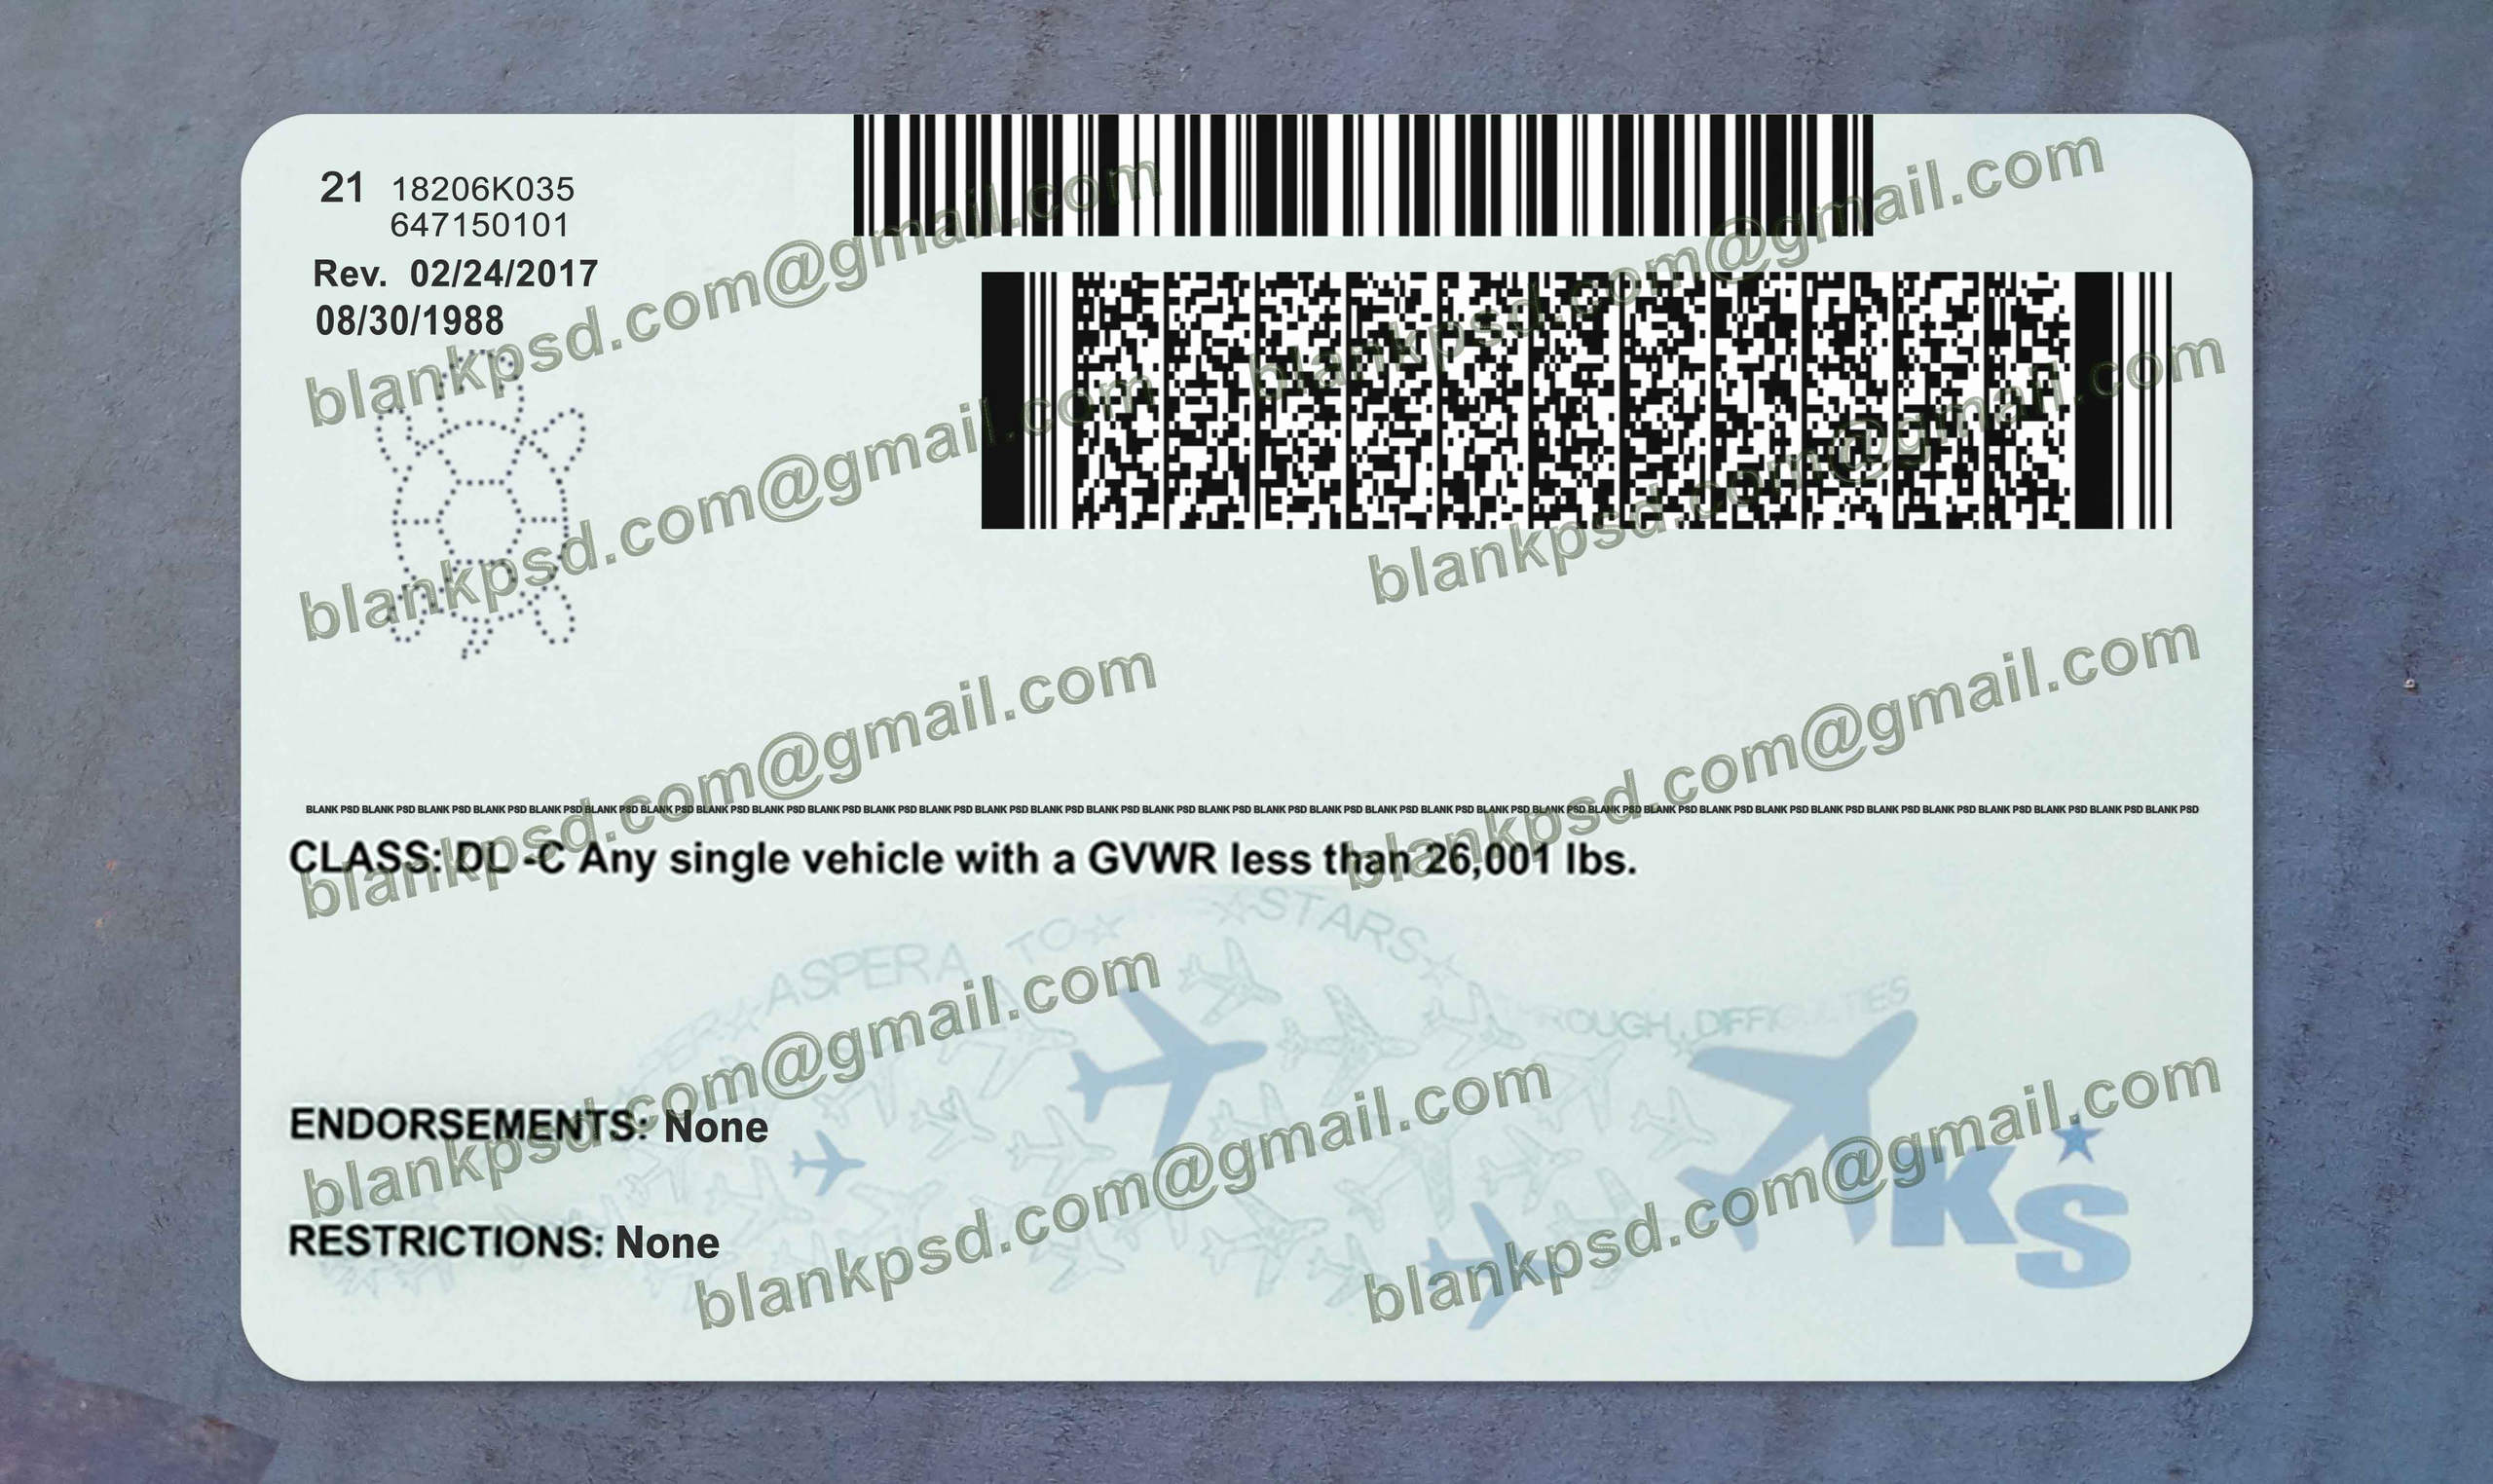 21 18206K035
647150101
Rev. 02/24/2017
08/30/1988
blankpsd.com@gmail.com
blankpsd.com@gmail.com
blankpsd.com@gmail.com
blankpsd.com@gmail.com
BLANK PSD BLANK PSD BLANK PSD BLANK PSD BLANK PSD BLANK PSD BLANK PSD BLANK PSD BLANK PSD BLANK PSD BLANK PSD BLANK PSD BLANK PSD BLANK PSD BLANK PSD BLANK PSD BLANK PSD BLANK PSD BLANK PSD BLANK PSD BLANK PSD BLANK PSD BLANK PSD BLANK PSD BLANK PSD BLANK PSD BLANK PSD BLANK PSD BLANK PSD BLANK PSD BLANK PSD BLANK PSD BLANK PSD BLANK PSD
blankpsd.com@gmail.com
blankpsd.com@gmail.com
CLASS: DL -C Any single vehicle with a GVWR less than 26,001 lbs.
PER ASPERA TO STARS
DIFFICULTIES
blankpsd.com@gmail.com
ENDORSEMENTS: None
blankpsd.com@gmail.com
blankpsd.com@gmail.com
RESTRICTIONS: None
KS